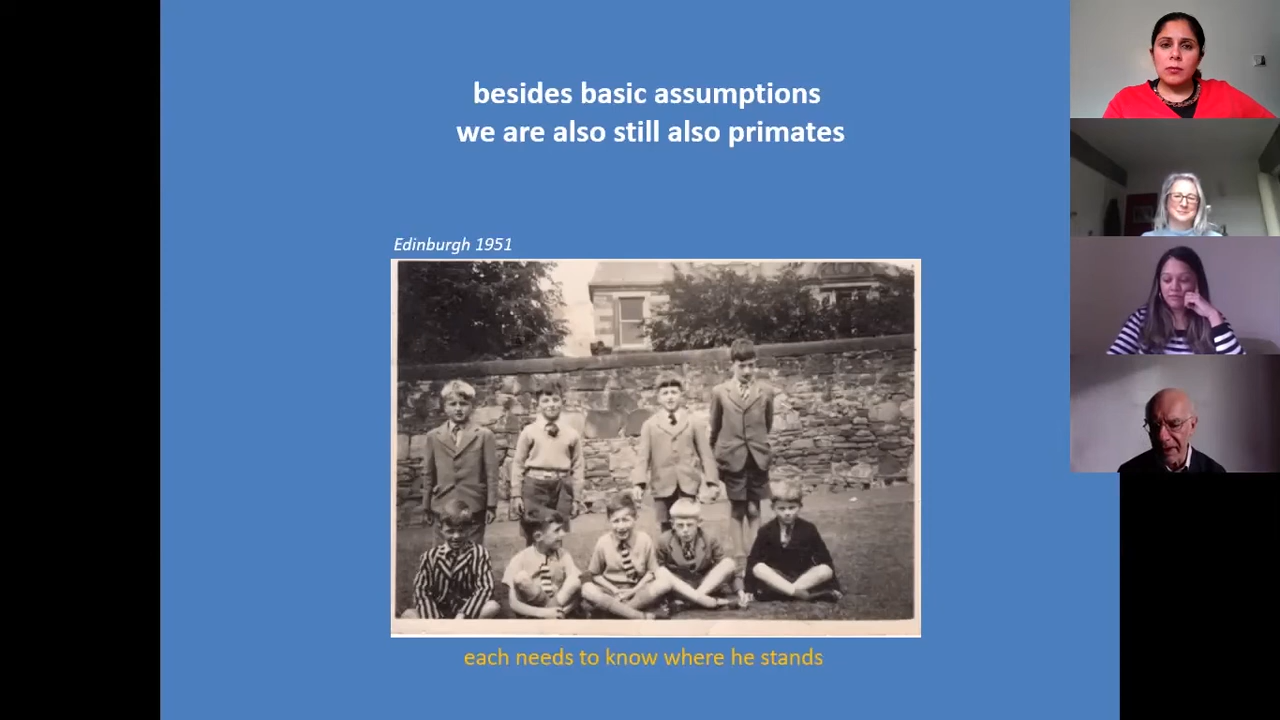 besides basic assumptions
we are also still also primates
Edinburgh 1951
each needs to know where he stands